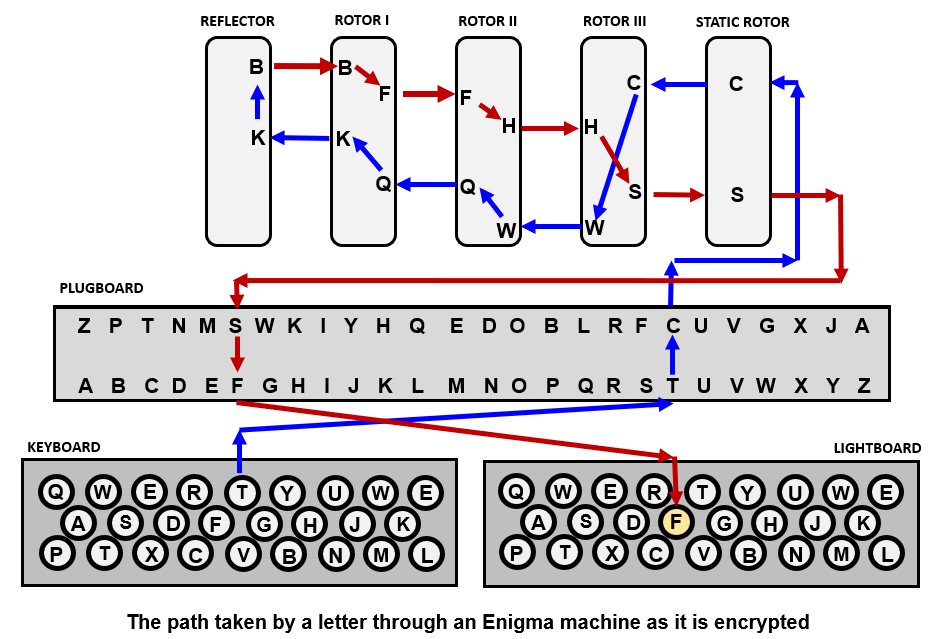 REFLECTOR ROTOR I ROTOR II ROTOR III STATIC ROTOR
B B F F H H C S C S
K K Q Q W W
PLUGBOARD
Z P T N M S W K I Y H Q E D O B L R F C U V G X J A
A B C D E F G H I J K L M N O P Q R S T U V W X Y Z
KEYBOARD
Q W E R T Y U W E
A S D F G H J K
P T X C V B N M L
LIGHTBOARD
Q W E R T Y U W E
A S D F G H J K
P T X C V B N M L
The path taken by a letter through an Enigma machine as it is encrypted